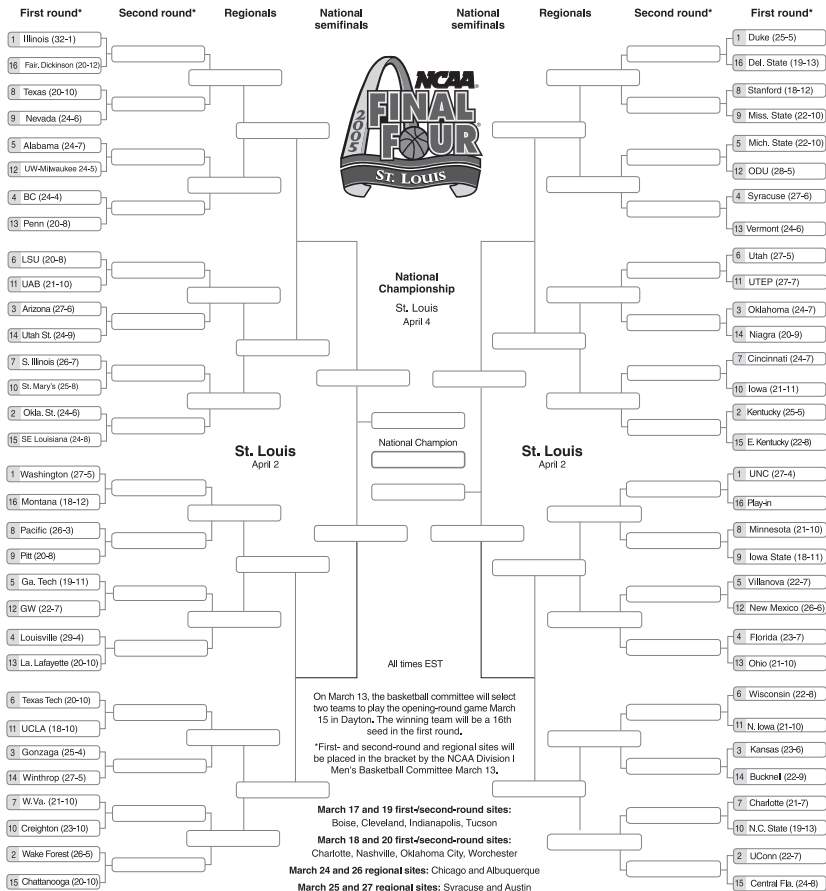 First round*
Second round*
Regionals
National
semifinals
National
semifinals
Regionals
Second round*
First round*
1 Illinois (32-1)
16 Fair. Dickinson (20-12)
8 Texas (20-10)
9 Nevada (24-6)
5 Alabama (24-7)
12 UW-Milwaukee 24-5)
4 BC (24-4)
13 Penn (20-8)
6 LSU (20-8)
11 UAB (21-10)
3 Arizona (27-6)
14 Utah St. (24-9)
7 S. Illinois (26-7)
10 St. Mary's (25-8)
2 Okla. St. (24-6)
15 SE Louisiana (24-8)
1 Washington (27-5)
16 Montana (18-12)
8 Pacific (26-3)
9 Pitt (20-8)
5 Ga. Tech (19-11)
12 GW (22-7)
4 Louisville (29-4)
13 La. Lafayette (20-10)
6 Texas Tech (20-10)
11 UCLA (18-10)
3 Gonzaga (25-4)
14 Winthrop (27-5)
7 W.Va. (21-10)
10 Creighton (23-10)
2 Wake Forest (26-5)
15 Chattanooga (20-10)
NCAA
FINAL
FOUR
2005
ST. LOUIS
National
Championship
St. Louis
April 4
National Champion
St. Louis
April 2
St. Louis
April 2
All times EST
On March 13, the basketball committee will select
two teams to play the opening-round game March
15 in Dayton. The winning team will be a 16th
seed in the first round.
*First- and second-round and regional sites will
be placed in the bracket by the NCAA Division I
Men's Basketball Committee March 13.
March 17 and 19 first-/second-round sites:
Boise, Cleveland, Indianapolis, Tucson
March 18 and 20 first-/second-round sites:
Charlotte, Nashville, Oklahoma City, Worchester
March 24 and 26 regional sites: Chicago and Albuquerque
March 25 and 27 regional sites: Syracuse and Austin
1 Duke (25-5)
16 Del. State (19-13)
8 Stanford (18-12)
9 Miss. State (22-10)
5 Mich. State (22-10)
12 ODU (28-5)
4 Syracuse (27-6)
13 Vermont (24-6)
6 Utah (27-5)
11 UTEP (27-7)
3 Oklahoma (24-7)
14 Niagra (20-9)
7 Cincinnati (24-7)
10 Iowa (21-11)
2 Kentucky (25-5)
15 E. Kentucky (22-8)
1 UNC (27-4)
16 Play-in
8 Minnesota (21-10)
9 Iowa State (18-11)
5 Villanova (22-7)
12 New Mexico (26-6)
4 Florida (23-7)
13 Ohio (21-10)
6 Wisconsin (22-8)
11 N. Iowa (21-10)
3 Kansas (23-6)
14 Bucknell (22-9)
7 Charlotte (21-7)
10 N.C. State (19-13)
2 UConn (22-7)
15 Central Fla. (24-8)